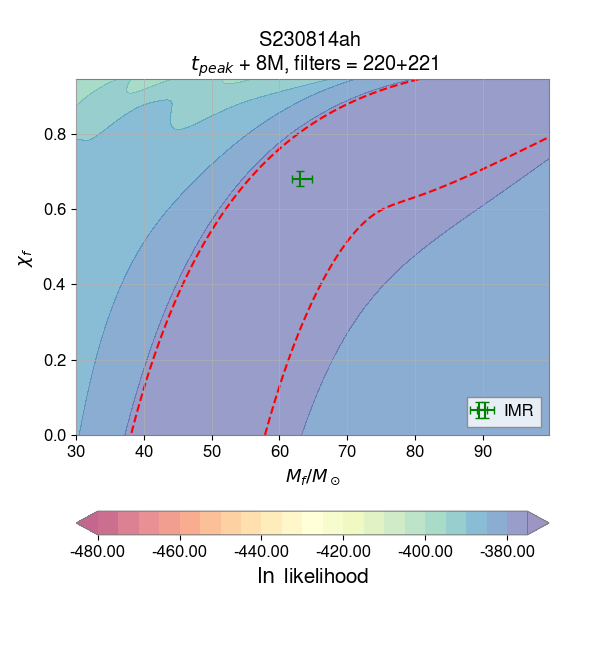 S230814ah
t_peak + 8M, filters = 220+221
χ_f
0.8
0.6
0.4
0.2
0.0
30 40 50 60 70 80 90
M_f/M_⊙
IMR
-480.00 -460.00 -440.00 -420.00 -400.00 -380.00
ln likelihood